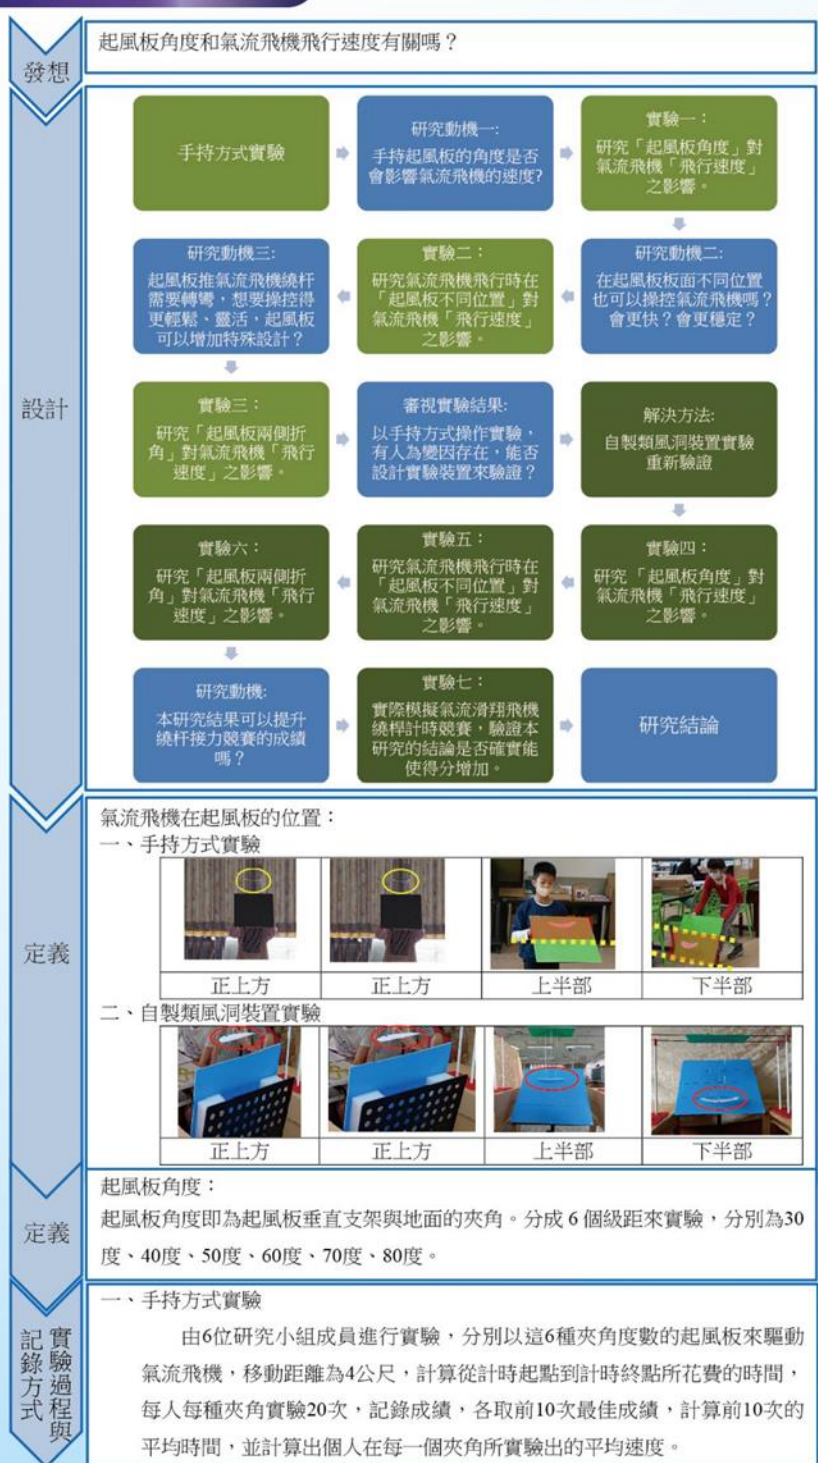 發想
起風板角度和氣流飛機飛行速度有關嗎？
設計
手持方式實驗
研究動機一:
手持起風板的角度是否
會影響氣流飛機的速度?
實驗一：
研究「起風板角度」對
氣流飛機「飛行速度」
之影響。
研究動機三:
起風板推氣流飛機繞杆
需要轉彎，想要操控得
更輕鬆、靈活，起風板
可以增加特殊設計？
實驗二：
研究氣流飛機飛行時在
「起風板不同位置」對
氣流飛機「飛行速度」
之影響。
研究動機二:
在起風板板面不同位置
也可以操控氣流飛機嗎？
會更快？會更穩定？
實驗三：
研究「起風板兩側折
角」對氣流飛機「飛行
速度」之影響。
審視實驗結果:
以手持方式操作實驗，
有人為變因存在，能否
設計實驗裝置來驗證？
解決方法:
自製類風洞裝置實驗
重新驗證
實驗六：
研究「起風板兩側折
角」對氣流飛機「飛行
速度」之影響。
實驗五：
研究氣流飛機飛行時在
「起風板不同位置」對
氣流飛機「飛行速度」
之影響。
實驗四：
研究「起風板角度」對
氣流飛機「飛行速度」
之影響。
研究動機:
本研究結果可以提升
繞杆接力競賽的成績
嗎？
實驗七：
實際模擬氣流滑翔飛機
繞桿計時競賽，驗證本
研究的結論是否確實能
使得分增加。
研究結論
定義
氣流飛機在起風板的位置：
一、手持方式實驗
正上方 正上方 上半部 下半部
二、自製類風洞裝置實驗
正上方 正上方 上半部 下半部
定義
起風板角度：
起風板角度即為起風板垂直支架與地面的夾角。分成 6 個級距來實驗，分別為30
度、40度、50度、60度、70度、80度。
實驗過程與
記錄方式
一、手持方式實驗
由6位研究小組成員進行實驗，分別以這6種夾角度數的起風板來驅動
氣流飛機，移動距離為4公尺，計算從計時起點到計時終點所花費的時間，
每人每種夾角實驗20次，記錄成績，各取前10次最佳成績，計算前10次的
平均時間，並計算出個人在每一個夾角所實驗出的平均速度。